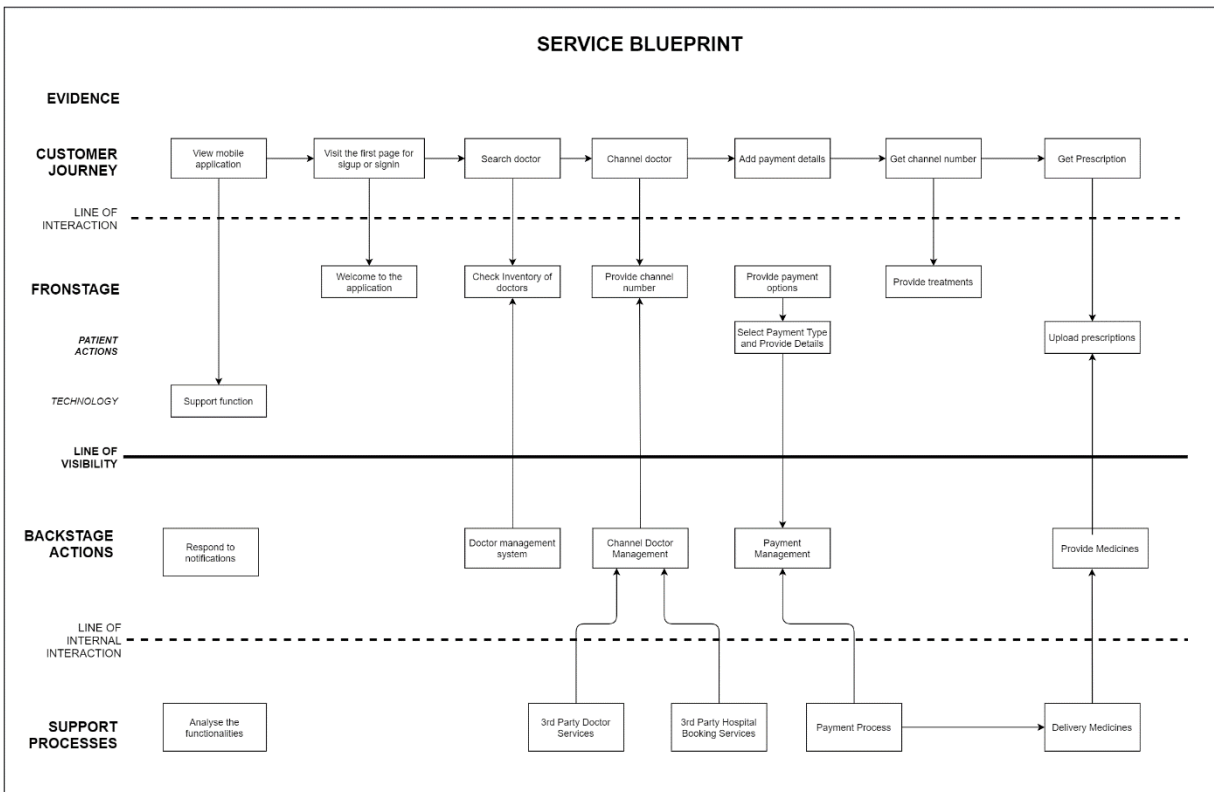 SERVICE BLUEPRINT
EVIDENCE
CUSTOMER
JOURNEY
View mobile
application
Visit the first page for
sigup or signin
Search doctor
Channel doctor
Add payment details
Get channel number
Get Prescription
LINE OF
INTERACTION
FRONSTAGE
Welcome to the
application
Check Inventory of
doctors
Provide channel
number
Provide payment
options
Provide treatments
PATIENT
ACTIONS
Select Payment Type
and Provide Details
Upload prescriptions
TECHNOLOGY
Support function
LINE OF
VISIBILITY
BACKSTAGE
ACTIONS
Respond to
notifications
Doctor management
system
Channel Doctor
Management
Payment
Management
Provide Medicines
LINE OF
INTERNAL
INTERACTION
SUPPORT
PROCESSES
Analyse the
functionalities
3rd Party Doctor
Services
3rd Party Hospital
Booking Services
Payment Process
Delivery Medicines